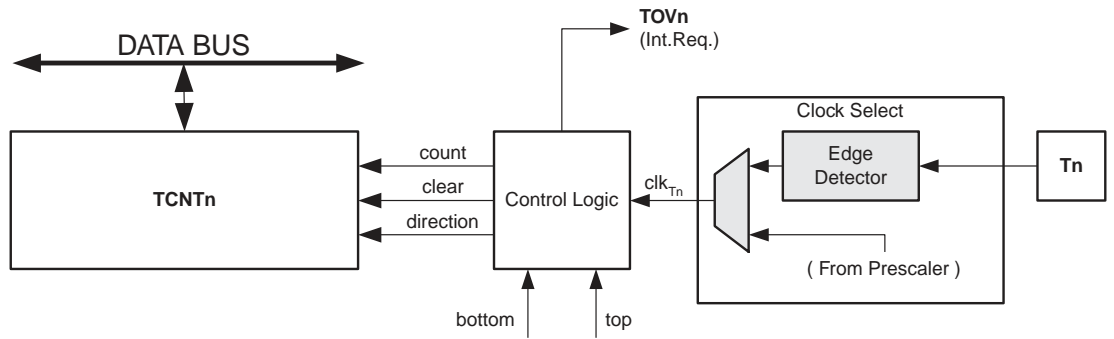 TOVn
(Int.Req.)
DATA BUS
Clock Select
count
Edge
Detector
Tn
TCNTn
clear
Control Logic
clkTn
direction
( From Prescaler )
bottom
top